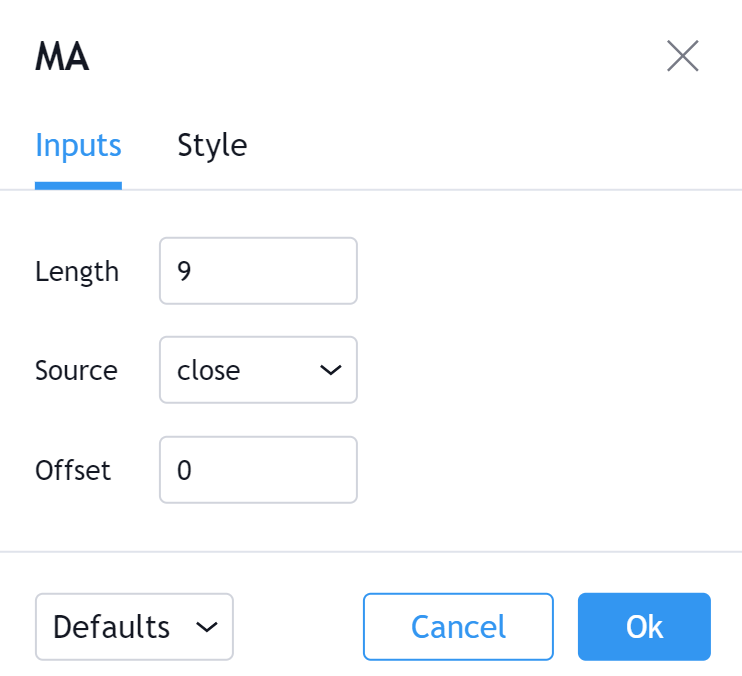 MA
Inputs Style
Length 9
Source close
Offset 0
Defaults Cancel Ok